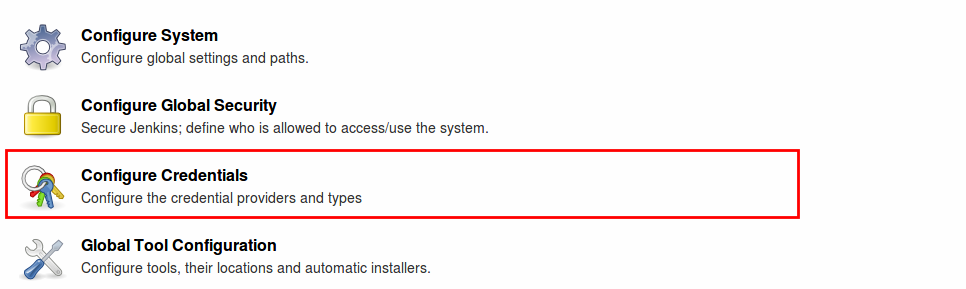 Configure System
Configure global settings and paths.
Configure Global Security
Secure Jenkins; define who is allowed to access/use the system.
Configure Credentials
Configure the credential providers and types
Global Tool Configuration
Configure tools, their locations and automatic installers.